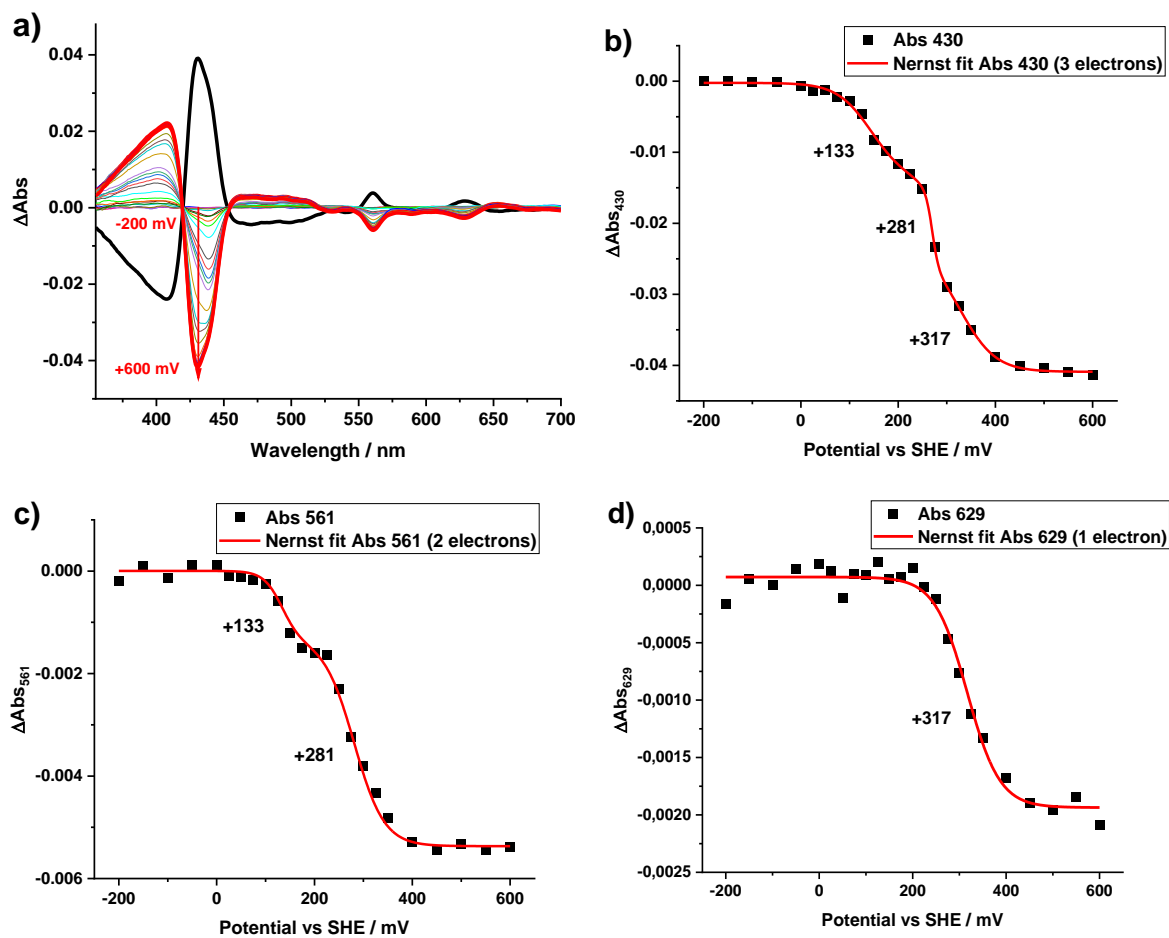 a)
0.04
0.02
0.00
-0.02
-0.04
ΔAbs
-200 mV
+600 mV
400 450 500 550 600 650 700
Wavelength / nm
b)
Abs 430
Nernst fit Abs 430 (3 electrons)
0.00
-0.01
-0.02
-0.03
-0.04
ΔAbs430
+133
+281
+317
-200 0 200 400 600
Potential vs SHE / mV
c)
Abs 561
Nernst fit Abs 561 (2 electrons)
0.000
-0.002
-0.004
-0.006
ΔAbs561
+133
+281
-200 0 200 400 600
Potential vs SHE / mV
d)
Abs 629
Nernst fit Abs 629 (1 electron)
0,0005
0,0000
-0,0005
-0,0010
-0,0015
-0,0020
-0,0025
ΔAbs629
+317
-200 0 200 400 600
Potential vs SHE / mV